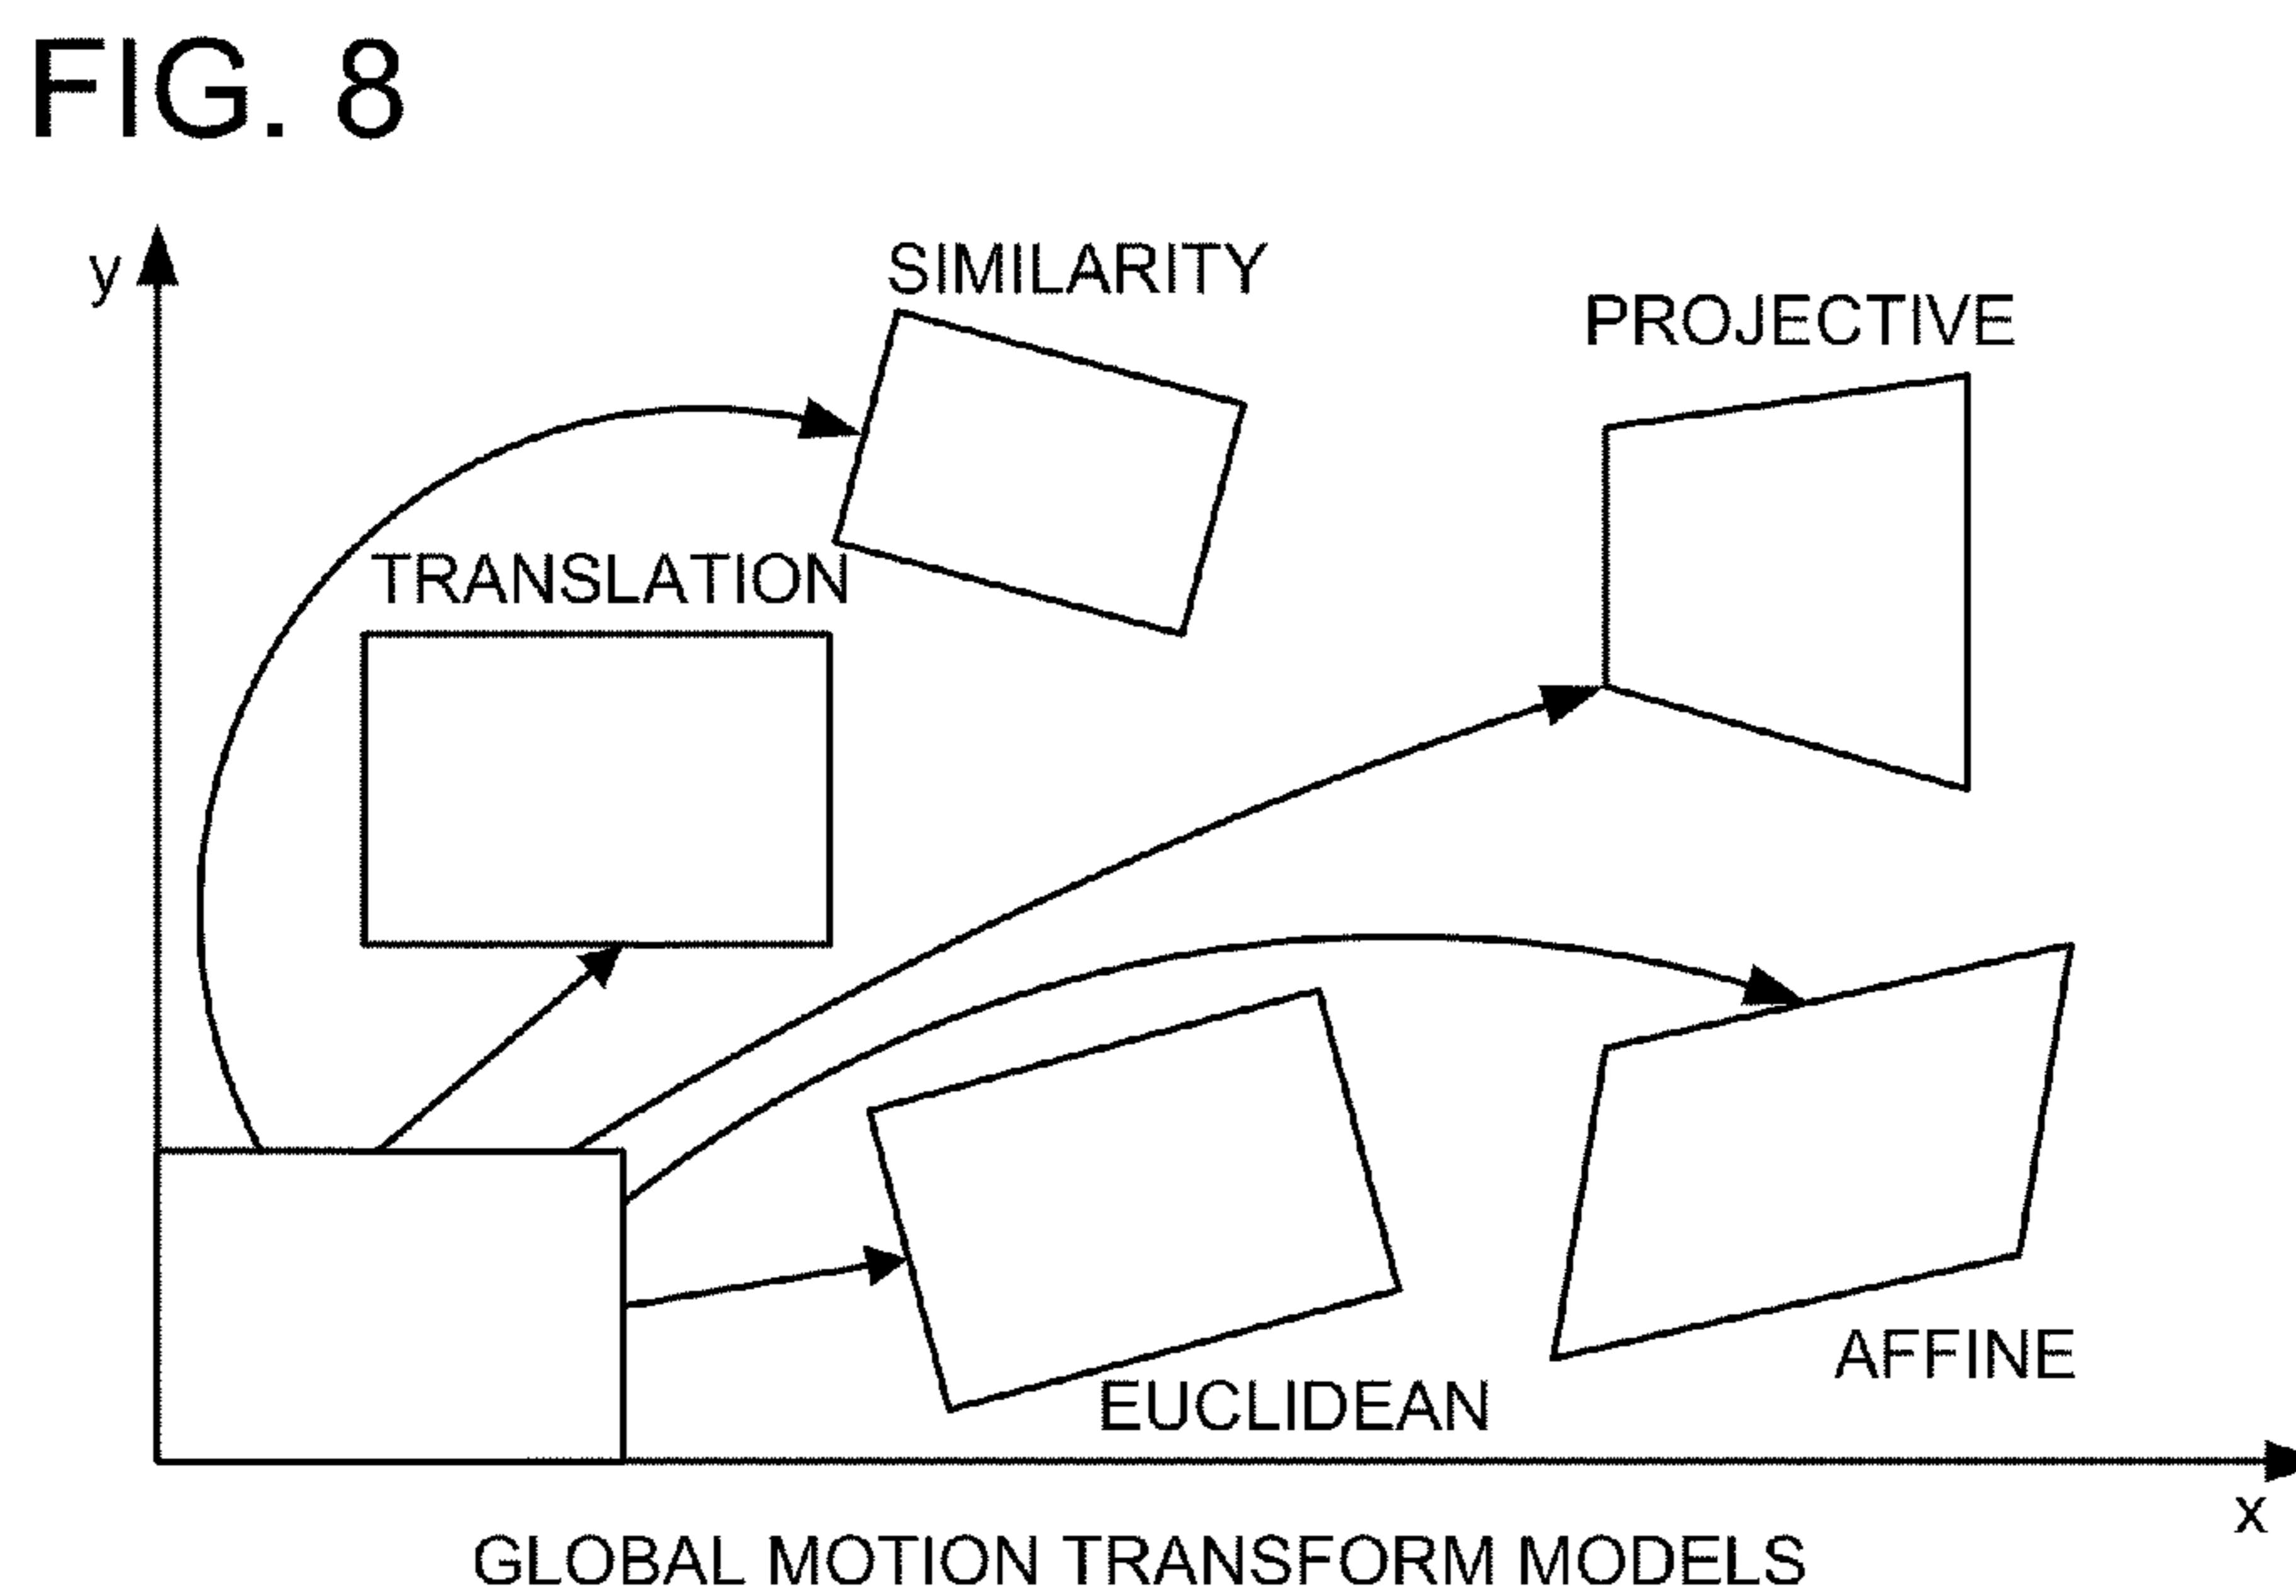 FIG. 8
y
SIMILARITY
PROJECTIVE
TRANSLATION
AFFINE
EUCLIDEAN
x
GLOBAL MOTION TRANSFORM MODELS